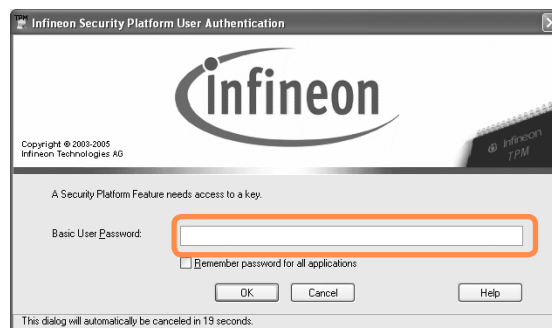 TPM
Infineon Security Platform User Authentication
infineon
Copyright © 2003-2005
Infineon Technologies AG
Infineon
TPM
A Security Platform Feature needs access to a key.
Basic User Password:
Remember password for all applications
OK
Cancel
Help
This dialog will automatically be canceled in 19 seconds.